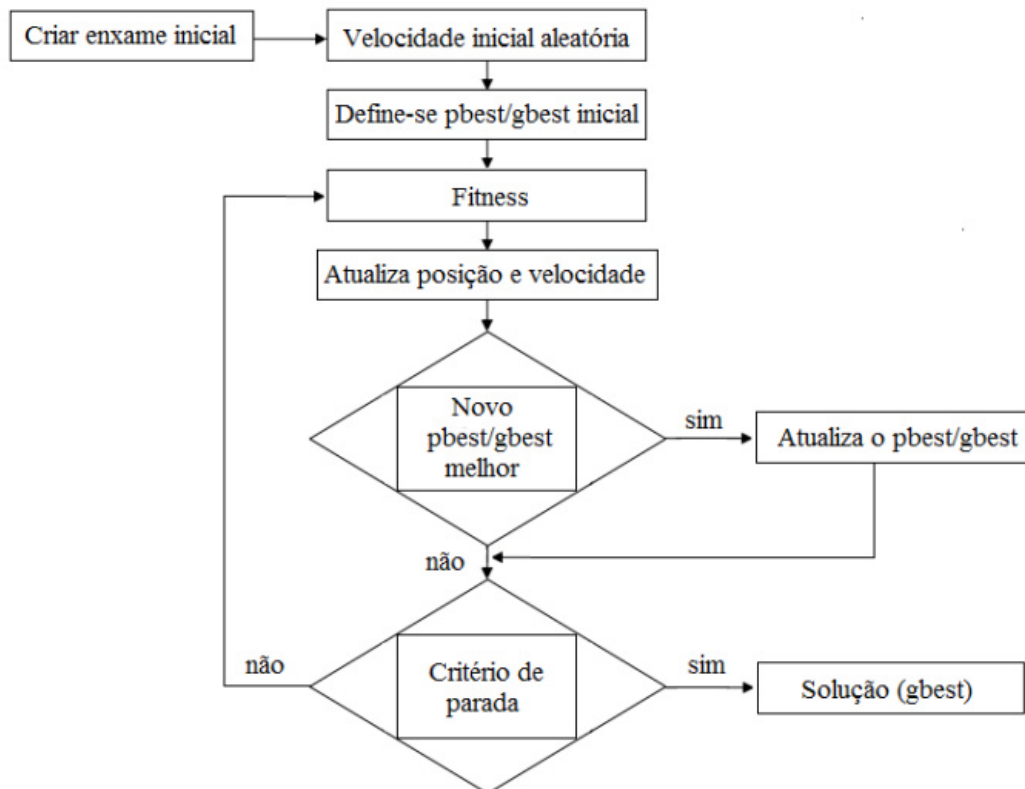 Criar enxame inicial
Velocidade inicial aleatória
Define-se pbest/gbest inicial
Fitness
Atualiza posição e velocidade
Novo
pbest/gbest
melhor
sim
Atualiza o pbest/gbest
não
não
Critério de
parada
sim
Solução (gbest)